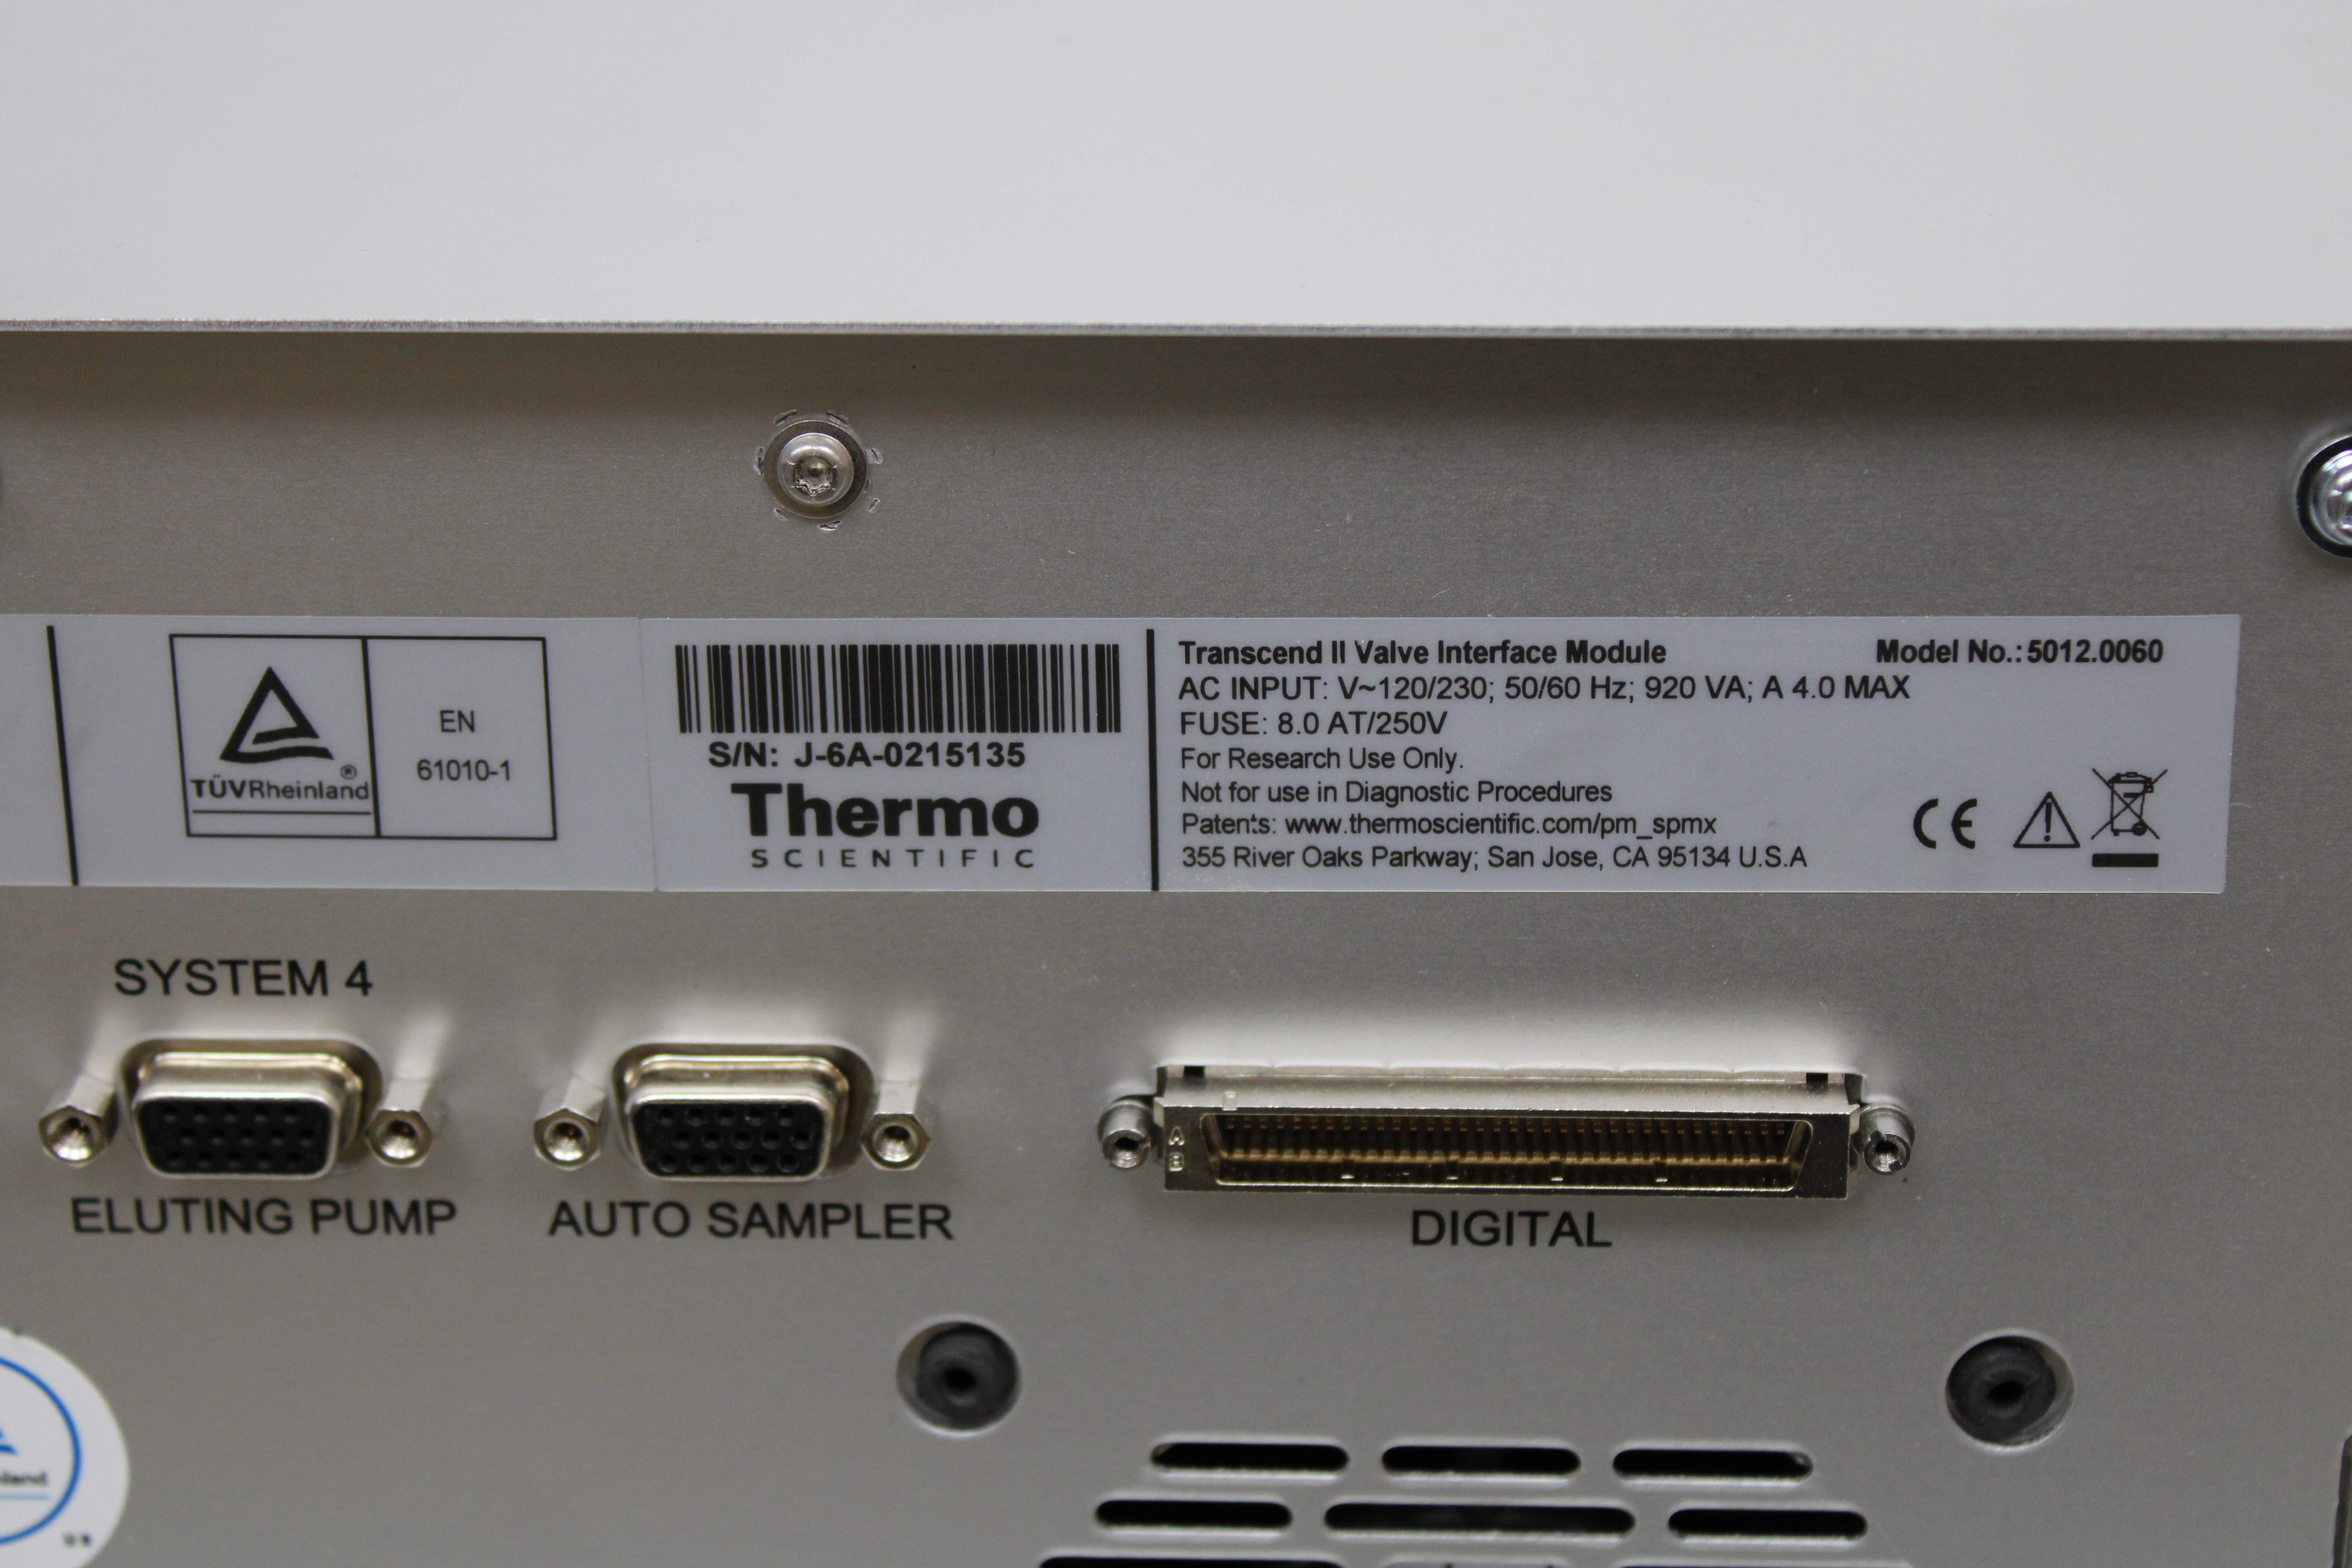 TÜVRheinland®
EN
61010-1
S/N: J-6A-0215135
Thermo
SCIENTIFIC
Transcend II Valve Interface Module
Model No.: 5012.0060
AC INPUT: V~120/230; 50/60 Hz; 920 VA; A 4.0 MAX
FUSE: 8.0 AT/250V
For Research Use Only.
Not for use in Diagnostic Procedures
Patents: www.thermoscientific.com/pm_spmx
355 River Oaks Parkway; San Jose, CA 95134 U.S.A
CE
SYSTEM 4
ELUTING PUMP
AUTO SAMPLER
A
B
DIGITAL